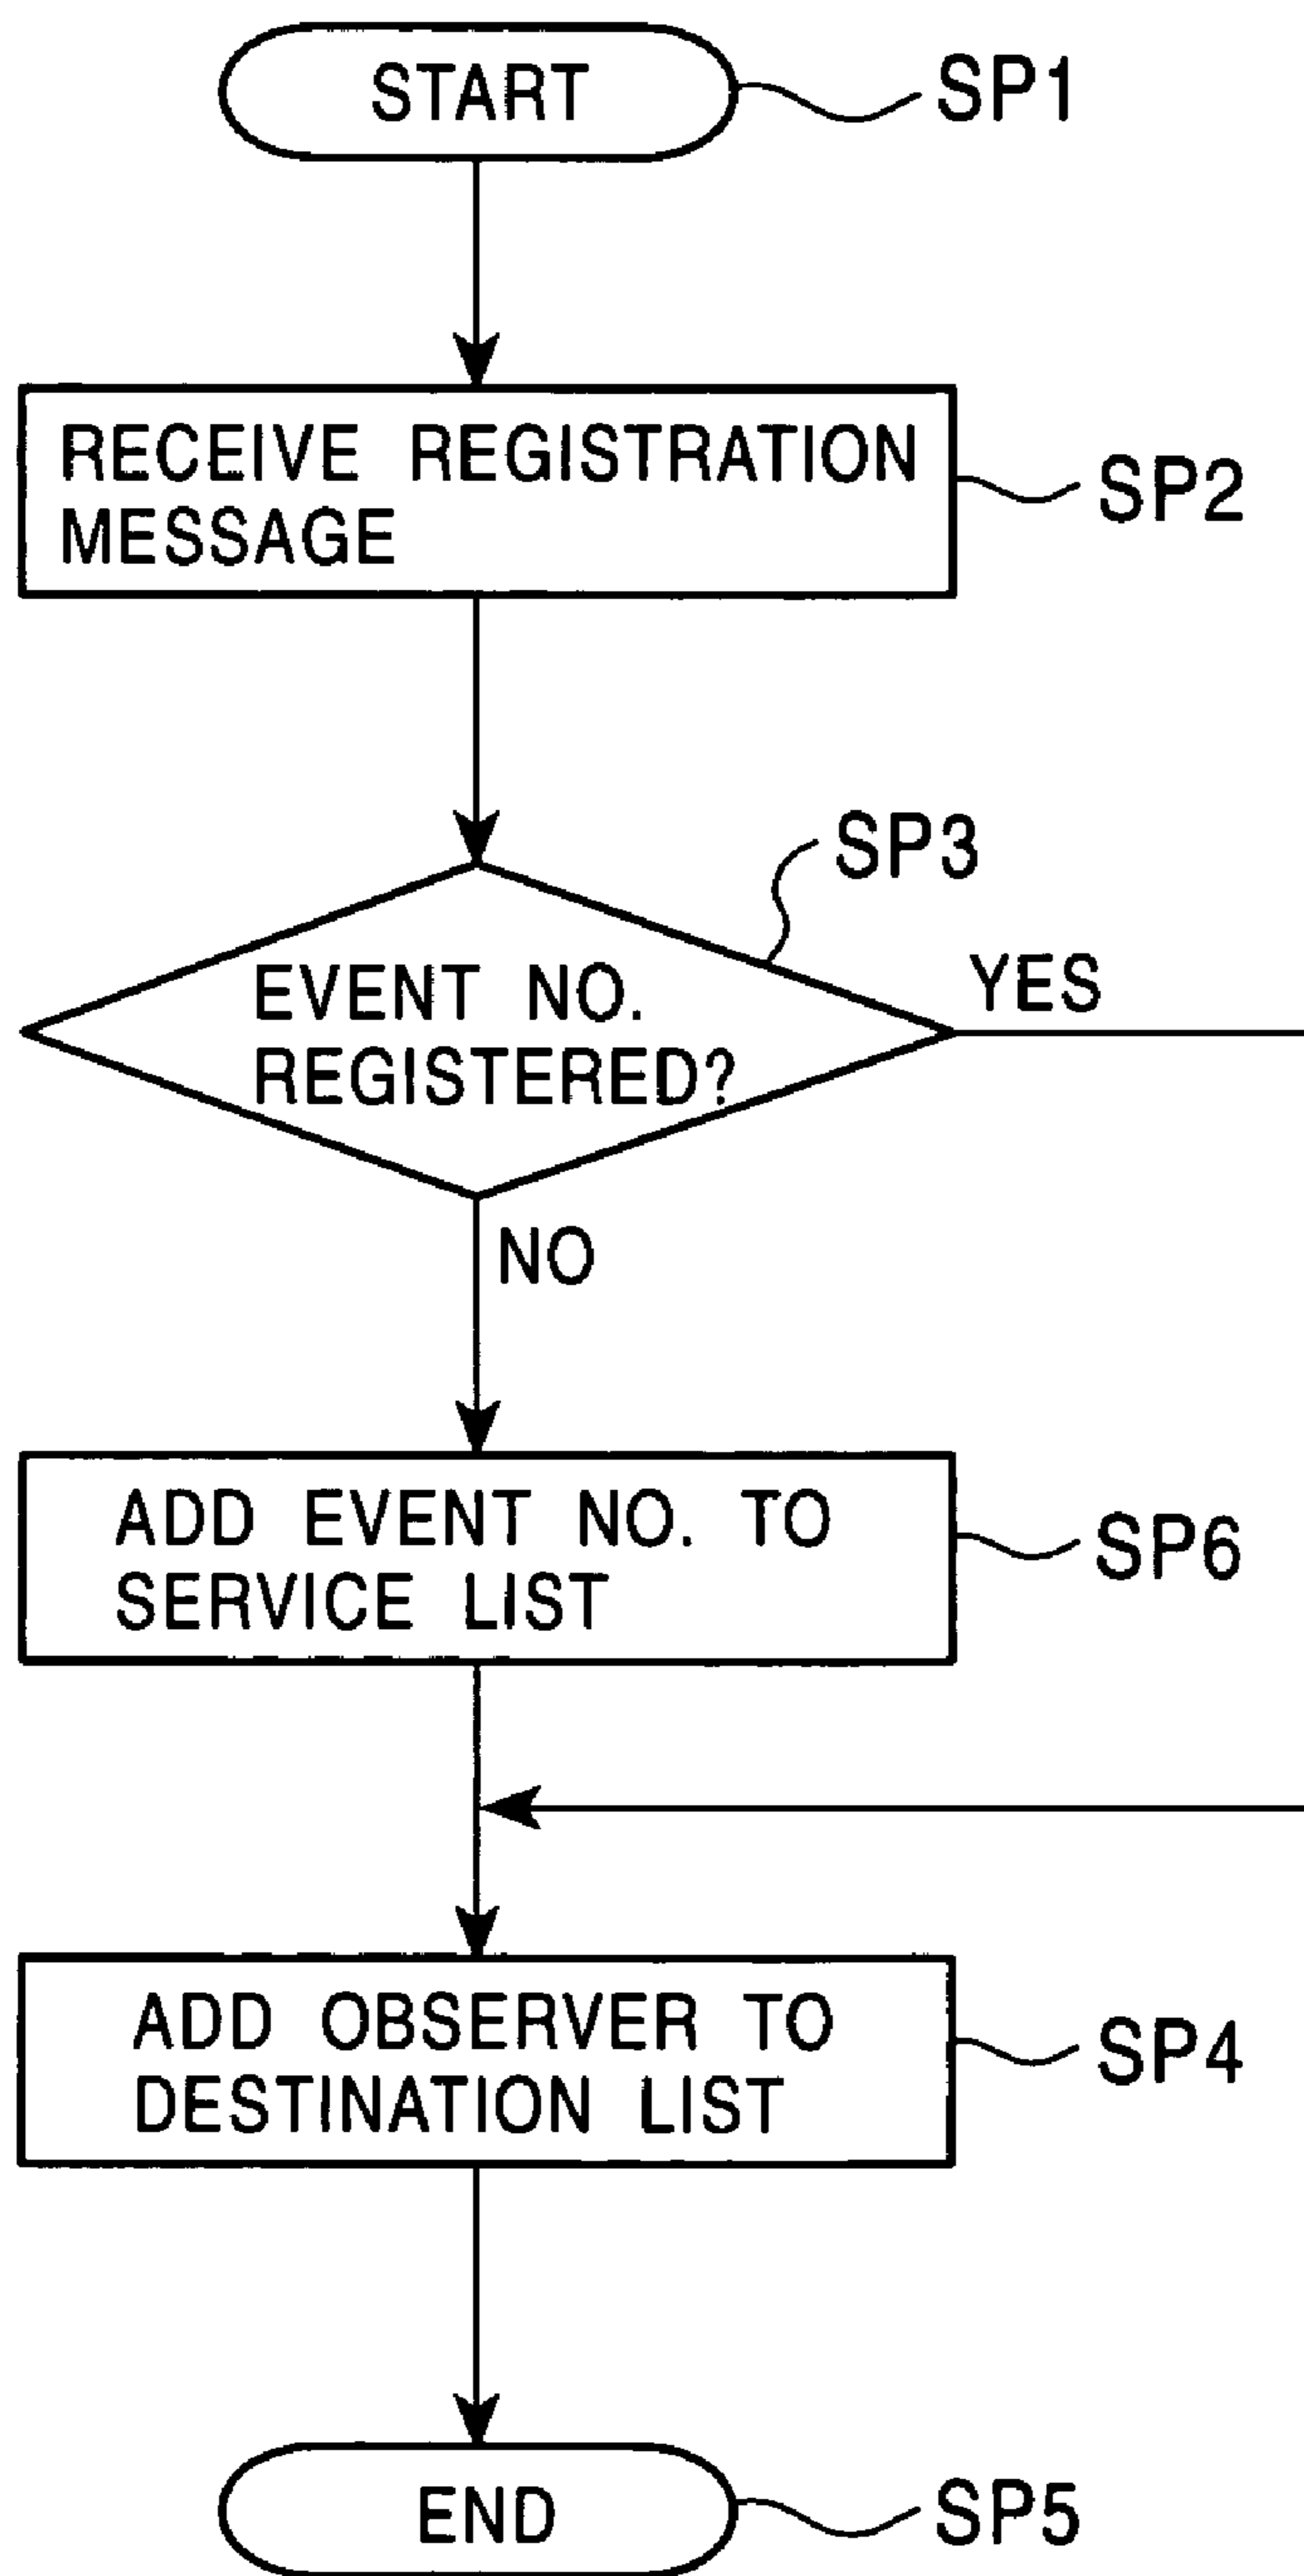 START
SP1
RECEIVE REGISTRATION
MESSAGE
SP2
SP3
EVENT NO.
REGISTERED?
YES
NO
ADD EVENT NO. TO
SERVICE LIST
SP6
ADD OBSERVER TO
DESTINATION LIST
SP4
END
SP5